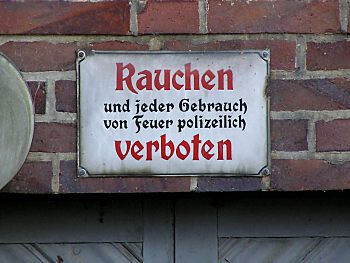 Rauchen
und jeder Gebrauch
von Feuer polizeilich
verboten